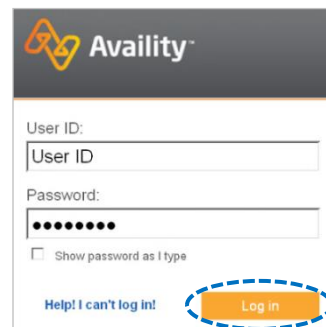 Availity
User ID:
User ID
Password:
●●●●●●●●
Show password as I type
Help! I can't log in!
Log in